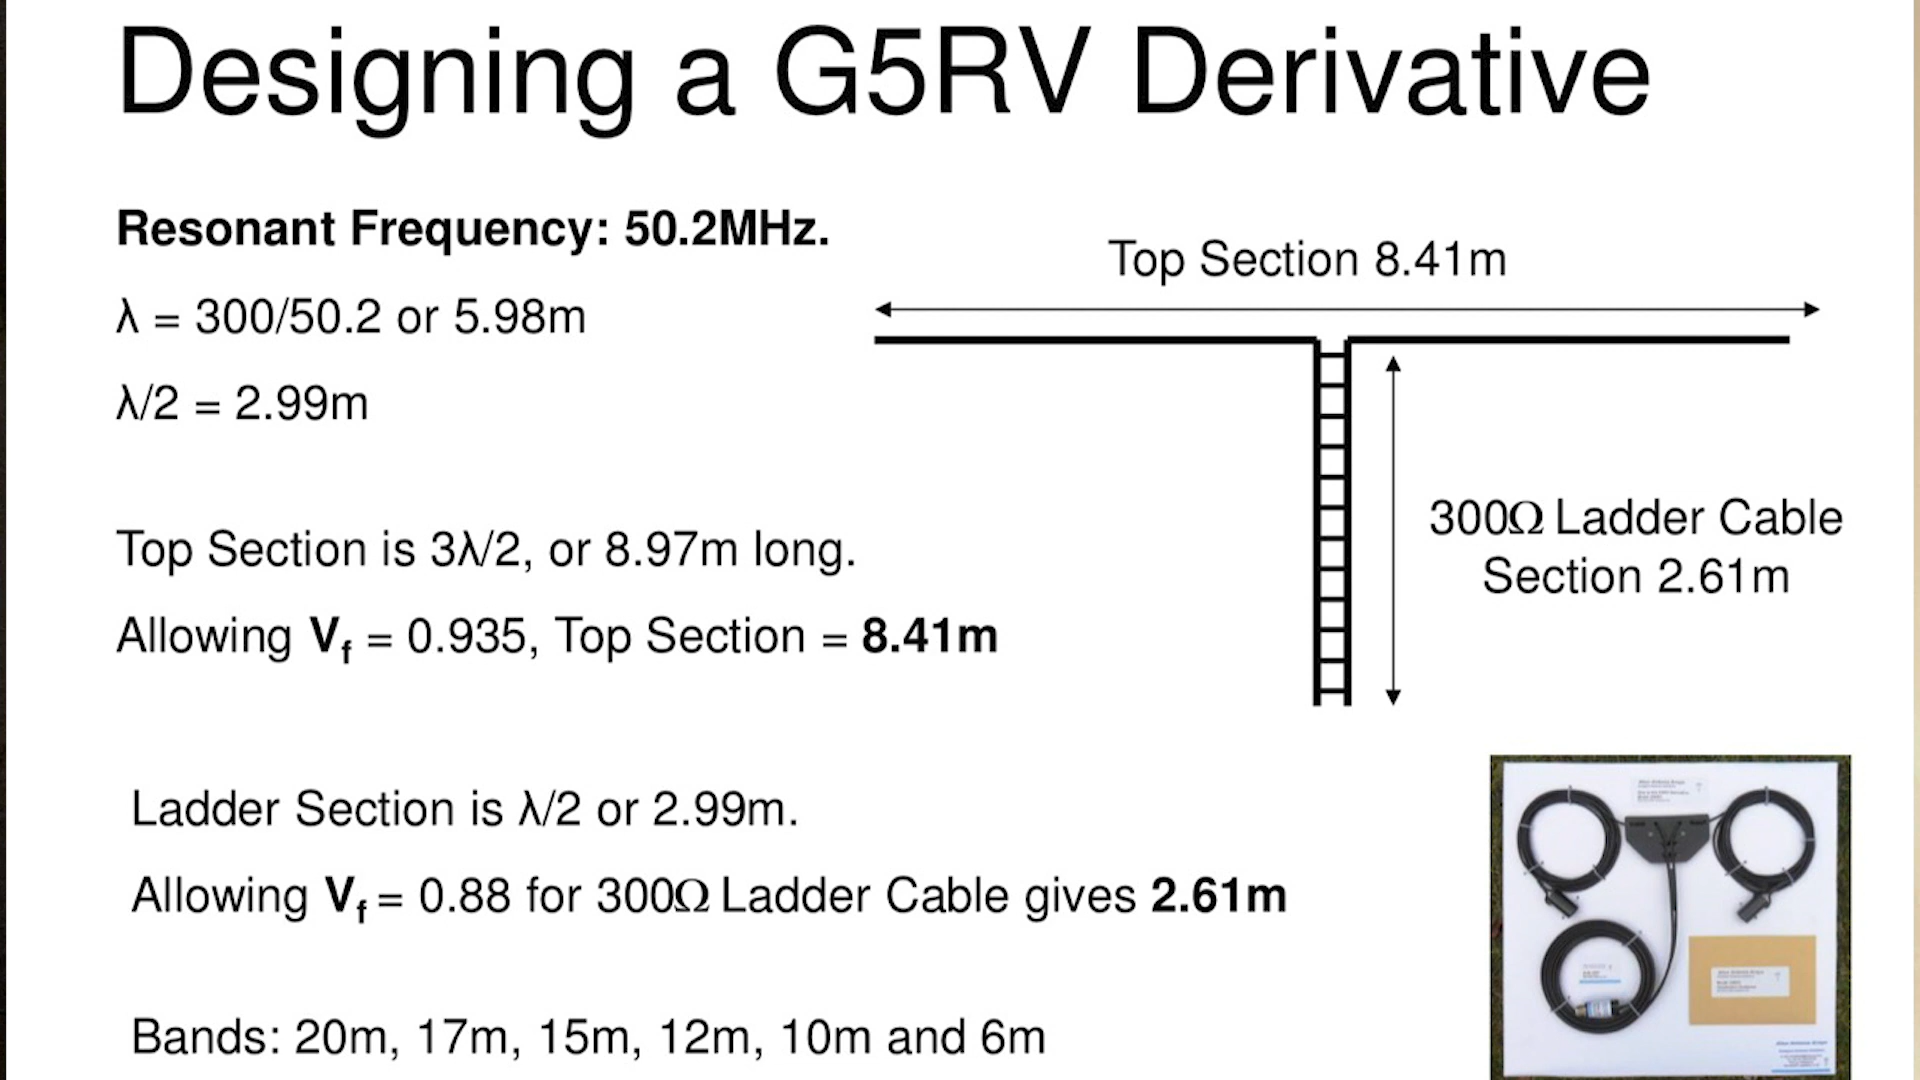 Designing a G5RV Derivative
Resonant Frequency: 50.2MHz.
λ = 300/50.2 or 5.98m
λ/2 = 2.99m
Top Section is 3λ/2, or 8.97m long.
Allowing Vf = 0.935, Top Section = 8.41m
Ladder Section is λ/2 or 2.99m.
Allowing Vf = 0.88 for 300Ω Ladder Cable gives 2.61m
Bands: 20m, 17m, 15m, 12m, 10m and 6m
Top Section 8.41m
300Ω Ladder Cable
Section 2.61m